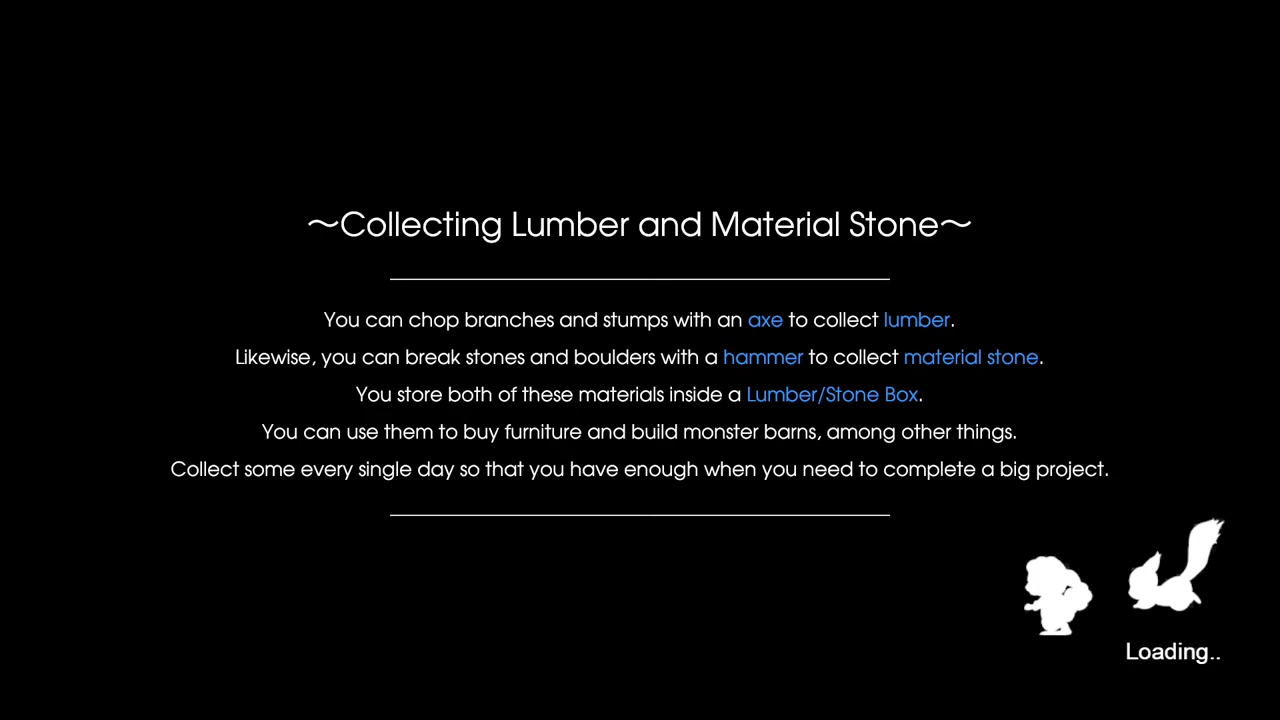 ～Collecting Lumber and Material Stone～
You can chop branches and stumps with an axe to collect lumber.
Likewise, you can break stones and boulders with a hammer to collect material stone.
You store both of these materials inside a Lumber/Stone Box.
You can use them to buy furniture and build monster barns, among other things.
Collect some every single day so that you have enough when you need to complete a big project.
Loading..